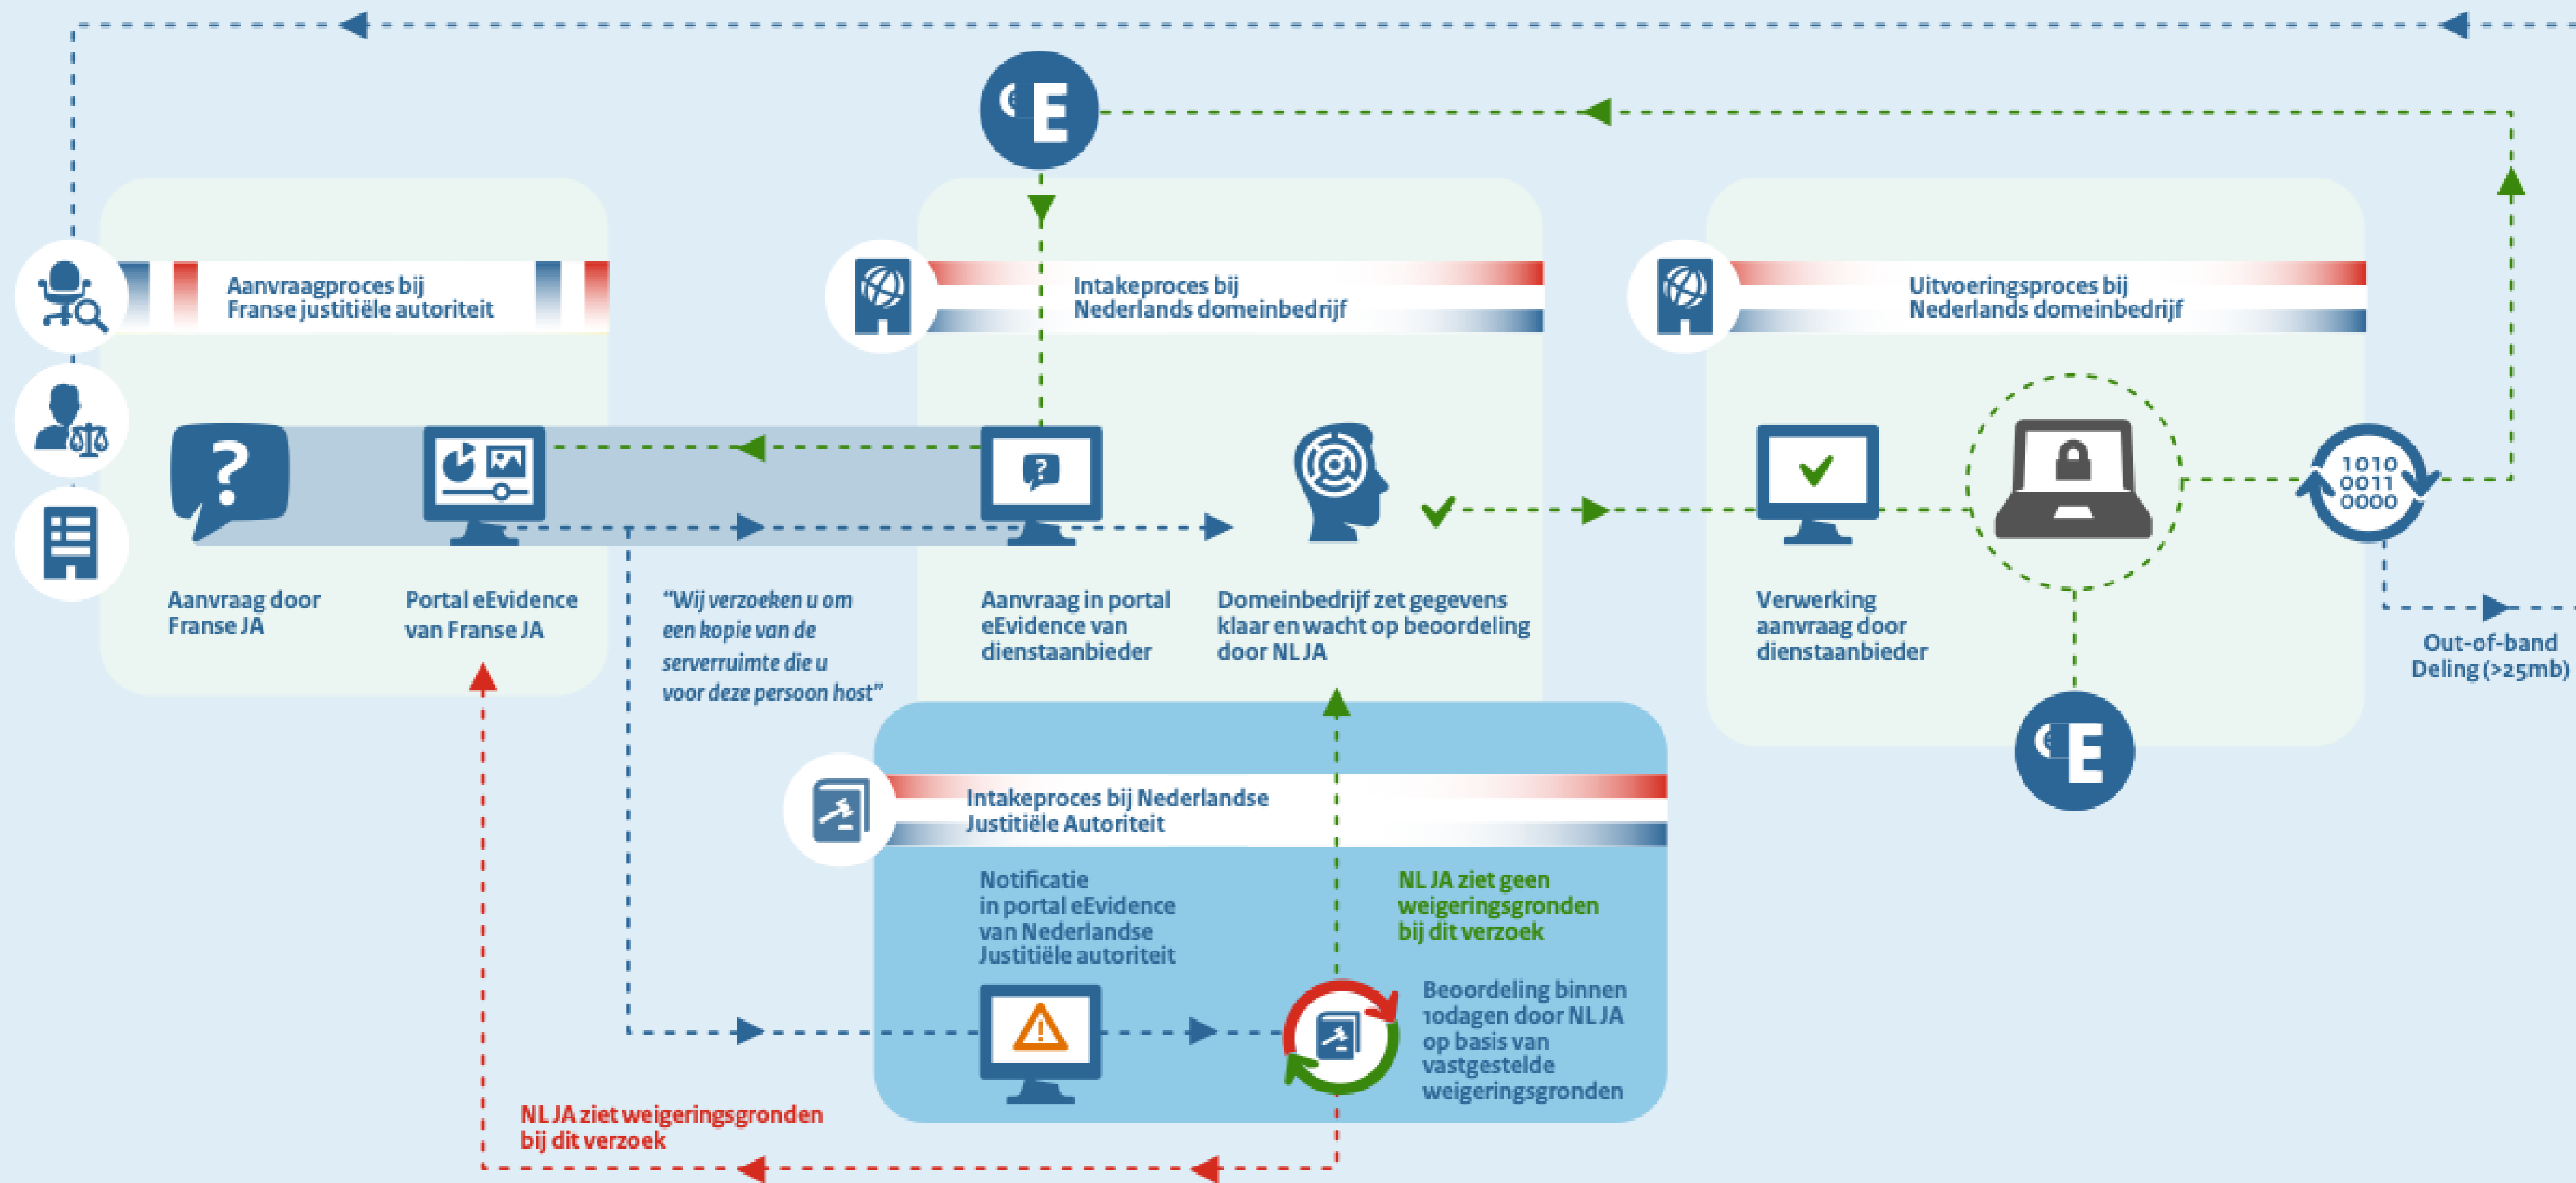 Aanvraagproces bij
Franse justitiële autoriteit
Intakeproces bij
Nederlands domeinbedrijf
Uitvoeringsproces bij
Nederlands domeinbedrijf
?
?
1010
0011
0000
Aanvraag door
Franse JA
Portal eEvidence
van Franse JA
“Wij verzoeken u om
een kopie van de
serverruimte die u
voor deze persoon host”
Aanvraag in portal
eEvidence van
dienstaanbieder
Domeinbedrijf zet gegevens
klaar en wacht op beoordeling
door NL JA
Verwerking
aanvraag door
dienstaanbieder
Out-of-band
Deling (>25mb)
Intakeproces bij Nederlandse
Justitiële Autoriteit
Notificatie
in portal eEvidence
van Nederlandse
Justitiële autoriteit
NL JA ziet geen
weigeringsgronden
bij dit verzoek
Beoordeling binnen
10dagen door NL JA
op basis van
vastgestelde
weigeringsgronden
NL JA ziet weigeringsgronden
bij dit verzoek